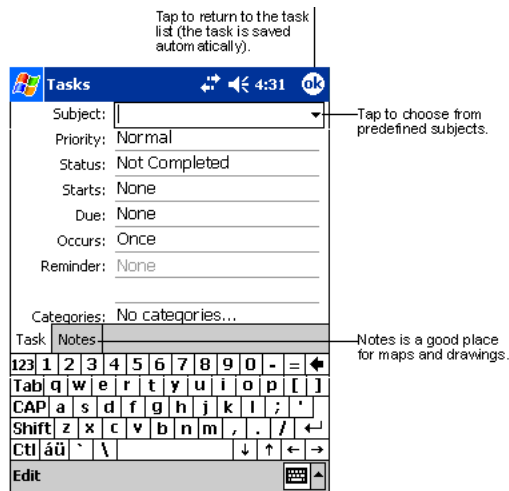 Tap to return to the task
list (the task is saved
automatically).
Tasks 4:31 ok
Subject:
Tap to choose from
predefined subjects.
Priority: Normal
Status: Not Completed
Starts: None
Due: None
Occurs: Once
Reminder: None
Categories: No categories...
Task Notes
Notes is a good place
for maps and drawings.
123 1 2 3 4 5 6 7 8 9 0 - =
Tab q w e r t y u i o p [ ]
CAP a s d f g h j k l ; '
Shift z x c v b n m , . /
Ctl áü ` \
Edit